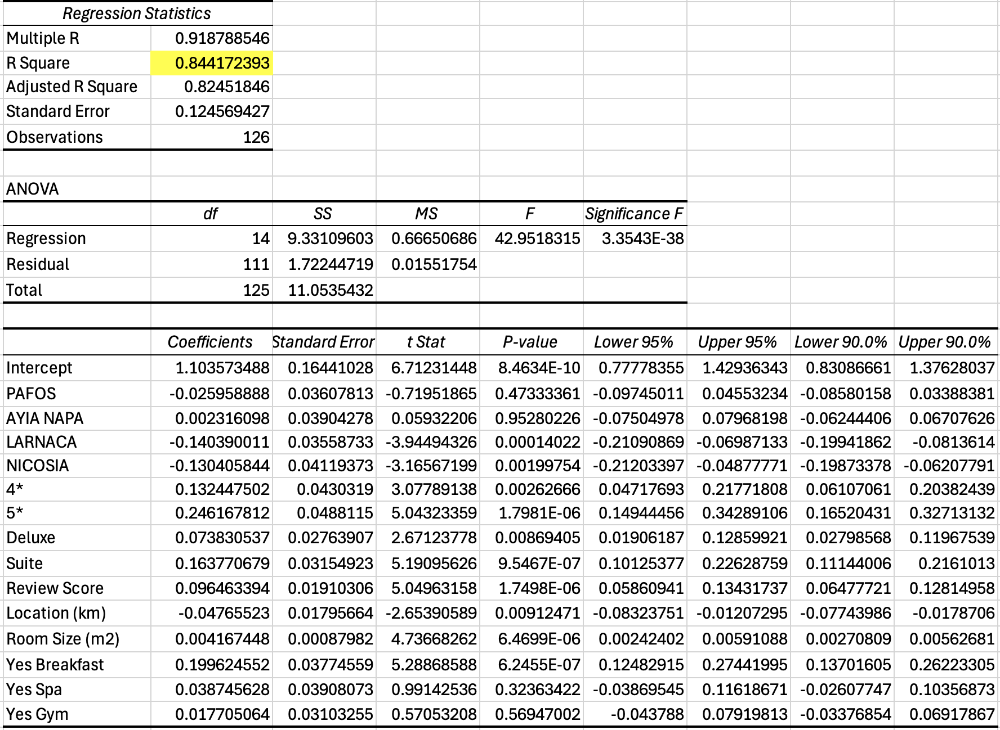 Regression Statistics
Multiple R 0.918788546
R Square 0.844172393
Adjusted R Square 0.82451846
Standard Error 0.124569427
Observations 126
ANOVA
df SS MS F Significance F
Regression 14 9.33109603 0.66650686 42.9518315 3.3543E-38
Residual 111 1.72244719 0.01551754
Total 125 11.0535432
Coefficients Standard Error t Stat P-value Lower 95% Upper 95% Lower 90.0% Upper 90.0%
Intercept 1.103573488 0.16441028 6.71231448 8.4634E-10 0.77778355 1.42936343 0.83086661 1.37628037
PAFOS -0.025958888 0.03607813 -0.71951865 0.47333361 -0.09745011 0.04553234 -0.08580158 0.03388381
AYIA NAPA 0.002316098 0.03904278 0.05932206 0.95280226 -0.07504978 0.07968198 -0.06244406 0.06707626
LARNACA -0.140390011 0.03558733 -3.94494326 0.00014022 -0.21090869 -0.06987133 -0.19941862 -0.0813614
NICOSIA -0.130405844 0.04119373 -3.16567199 0.00199754 -0.21203397 -0.04877771 -0.19873378 -0.06207791
4* 0.132447502 0.0430319 3.07789138 0.00262666 0.04717693 0.21771808 0.06107061 0.20382439
5* 0.246167812 0.0488115 5.04323359 1.7981E-06 0.14944456 0.34289106 0.16520431 0.32713132
Deluxe 0.073830537 0.02763907 2.67123778 0.00869405 0.01906187 0.12859921 0.02798568 0.11967539
Suite 0.163770679 0.03154923 5.19095626 9.5467E-07 0.10125377 0.22628759 0.11144006 0.2161013
Review Score 0.096463394 0.01910306 5.04963158 1.7498E-06 0.05860941 0.13431737 0.06477721 0.12814958
Location (km) -0.04765523 0.01795664 -2.65390589 0.00912471 -0.08323751 -0.01207295 -0.07743986 -0.0178706
Room Size (m2) 0.004167448 0.00087982 4.73668262 6.4699E-06 0.00242402 0.00591088 0.00270809 0.00562681
Yes Breakfast 0.199624552 0.03774559 5.28868588 6.2455E-07 0.12482915 0.27441995 0.13701605 0.26223305
Yes Spa 0.038745628 0.03908073 0.99142536 0.32363422 -0.03869545 0.11618671 -0.02607747 0.10356873
Yes Gym 0.017705064 0.03103255 0.57053208 0.56947002 -0.043788 0.07919813 -0.03376854 0.06917867